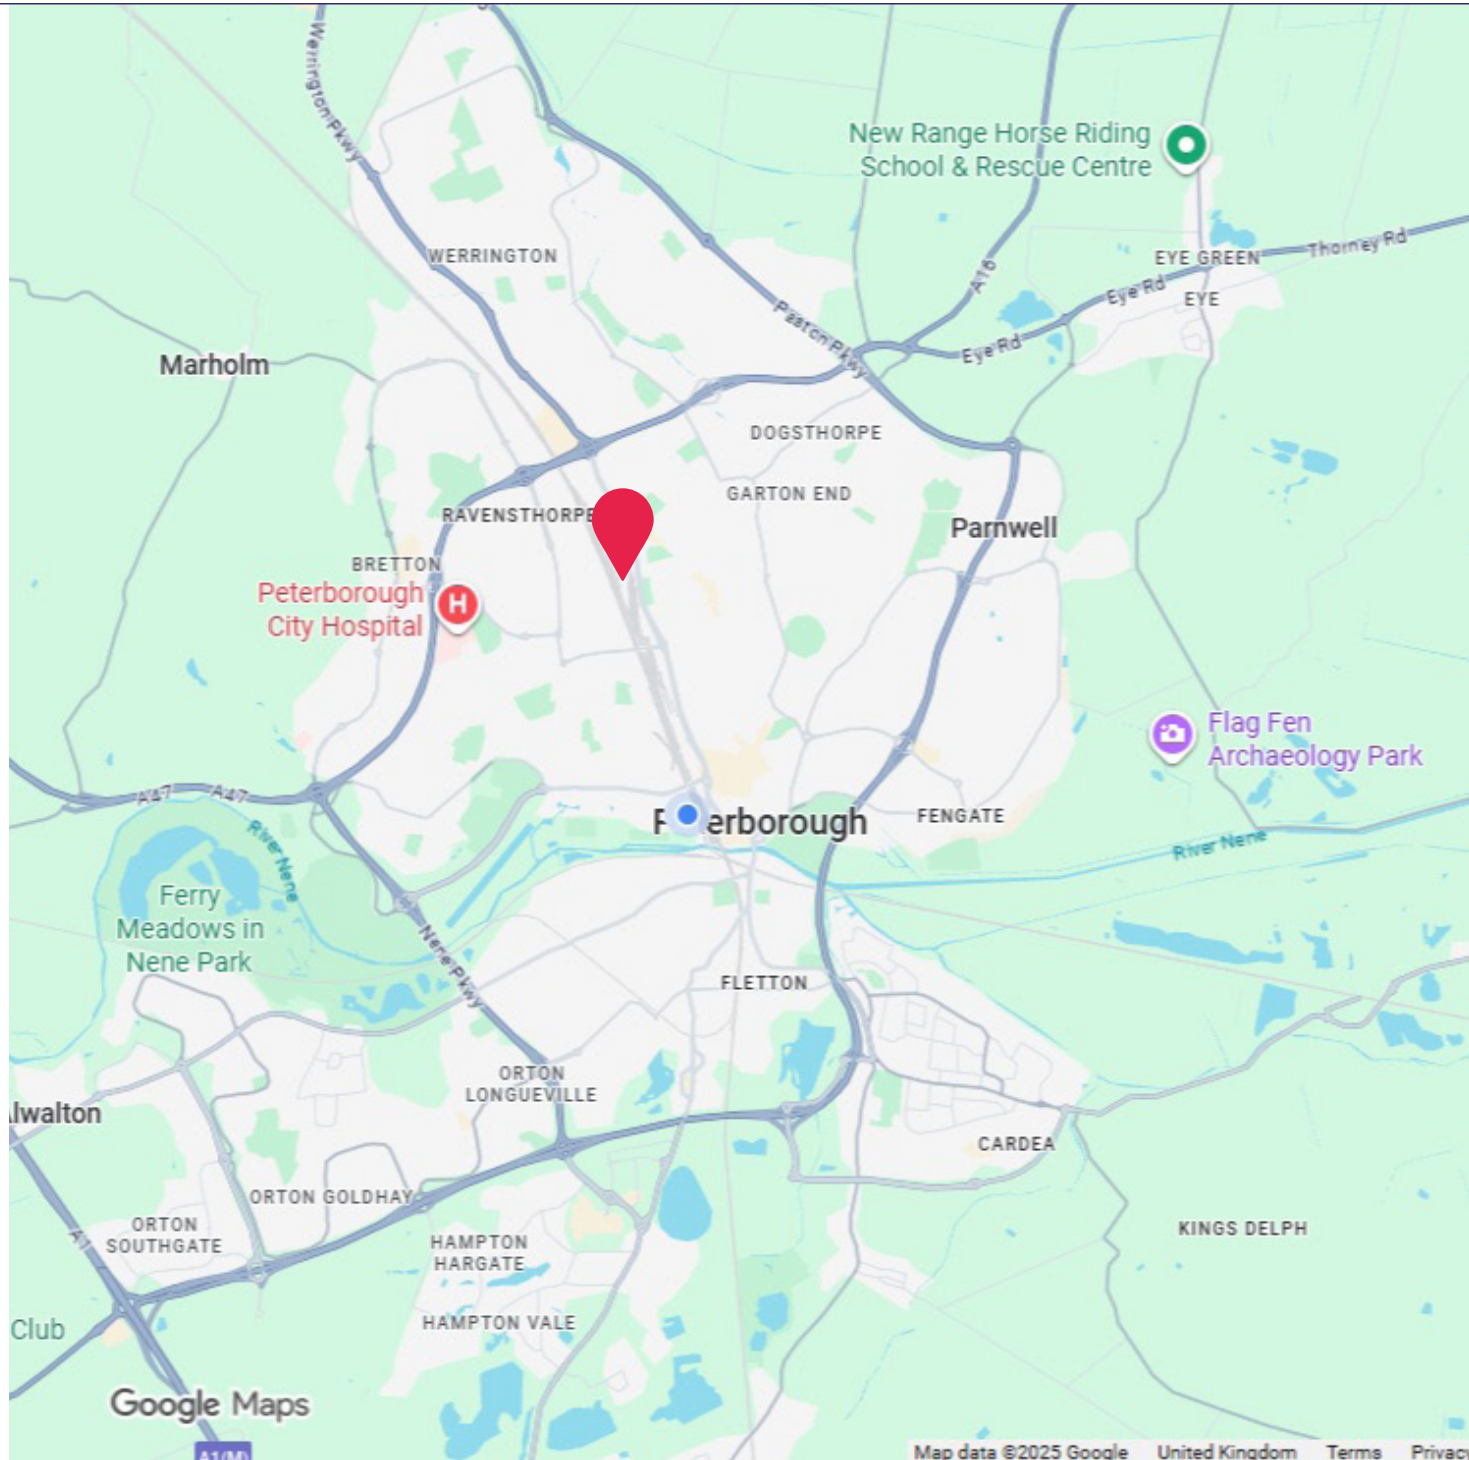 Werrington Pkwy
New Range Horse Riding
School & Rescue Centre
WERRINGTON
EYE GREEN
Thorney Rd
A16
Eye Rd
EYE
Paston Pkwy
Eye Rd
Marholm
DOGSTHORPE
GARTON END
RAVENSTHORPE
Parnwell
BRETTON
Peterborough
City Hospital
H
Flag Fen
Archaeology Park
A47
A47
erborough
FENGATE
River Nene
River Nene
Ferry
Meadows in
Nene Park
Nene Pkwy
FLETTON
ORTON
LONGUEVILLE
lwalton
CARDEA
ORTON GOLDHAY
ORTON
SOUTHGATE
A1
HAMPTON
HARGATE
KINGS DELPH
HAMPTON VALE
Club
Google Maps
A1(M)
Map data ©2025 Google United Kingdom Terms Privacy